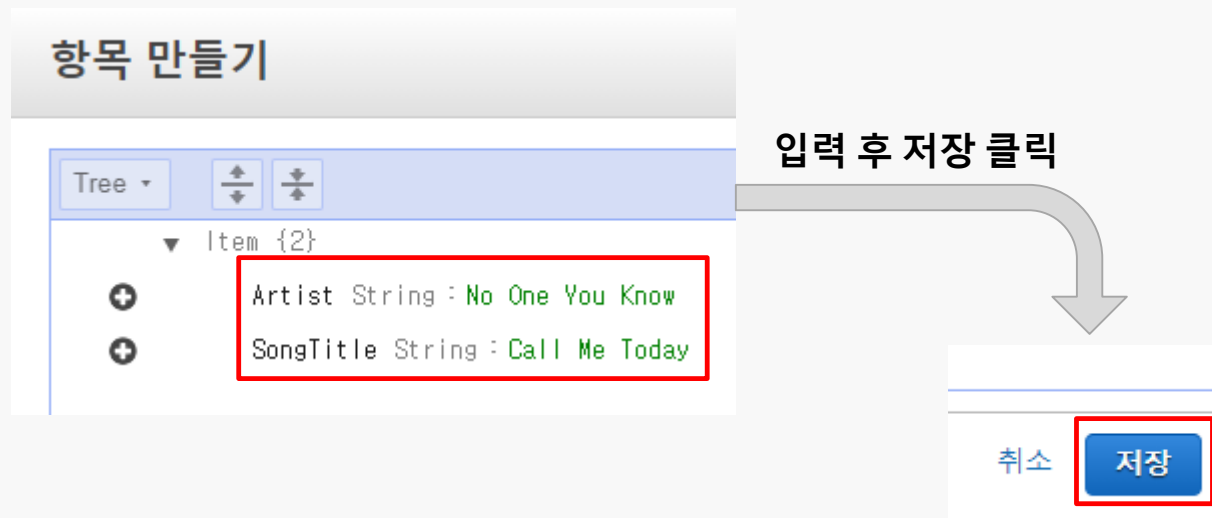 항목 만들기
입력 후 저장 클릭
Tree
Item {2}
Artist String : No One You Know
SongTitle String : Call Me Today
취소 저장